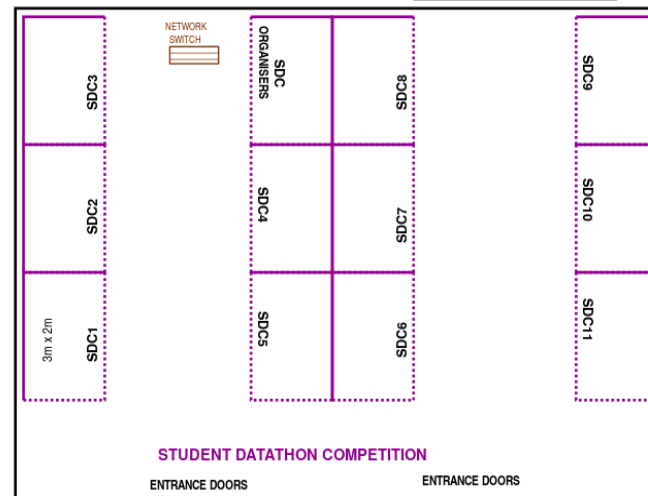 NETWORK
SWITCH
SDC3
SDC
ORGANISERS
SDC8
SDC9
SDC2
SDC4
SDC7
SDC10
3m x 2m
SDC1
SDC5
SDC6
SDC11
STUDENT DATATHON COMPETITION
ENTRANCE DOORS
ENTRANCE DOORS